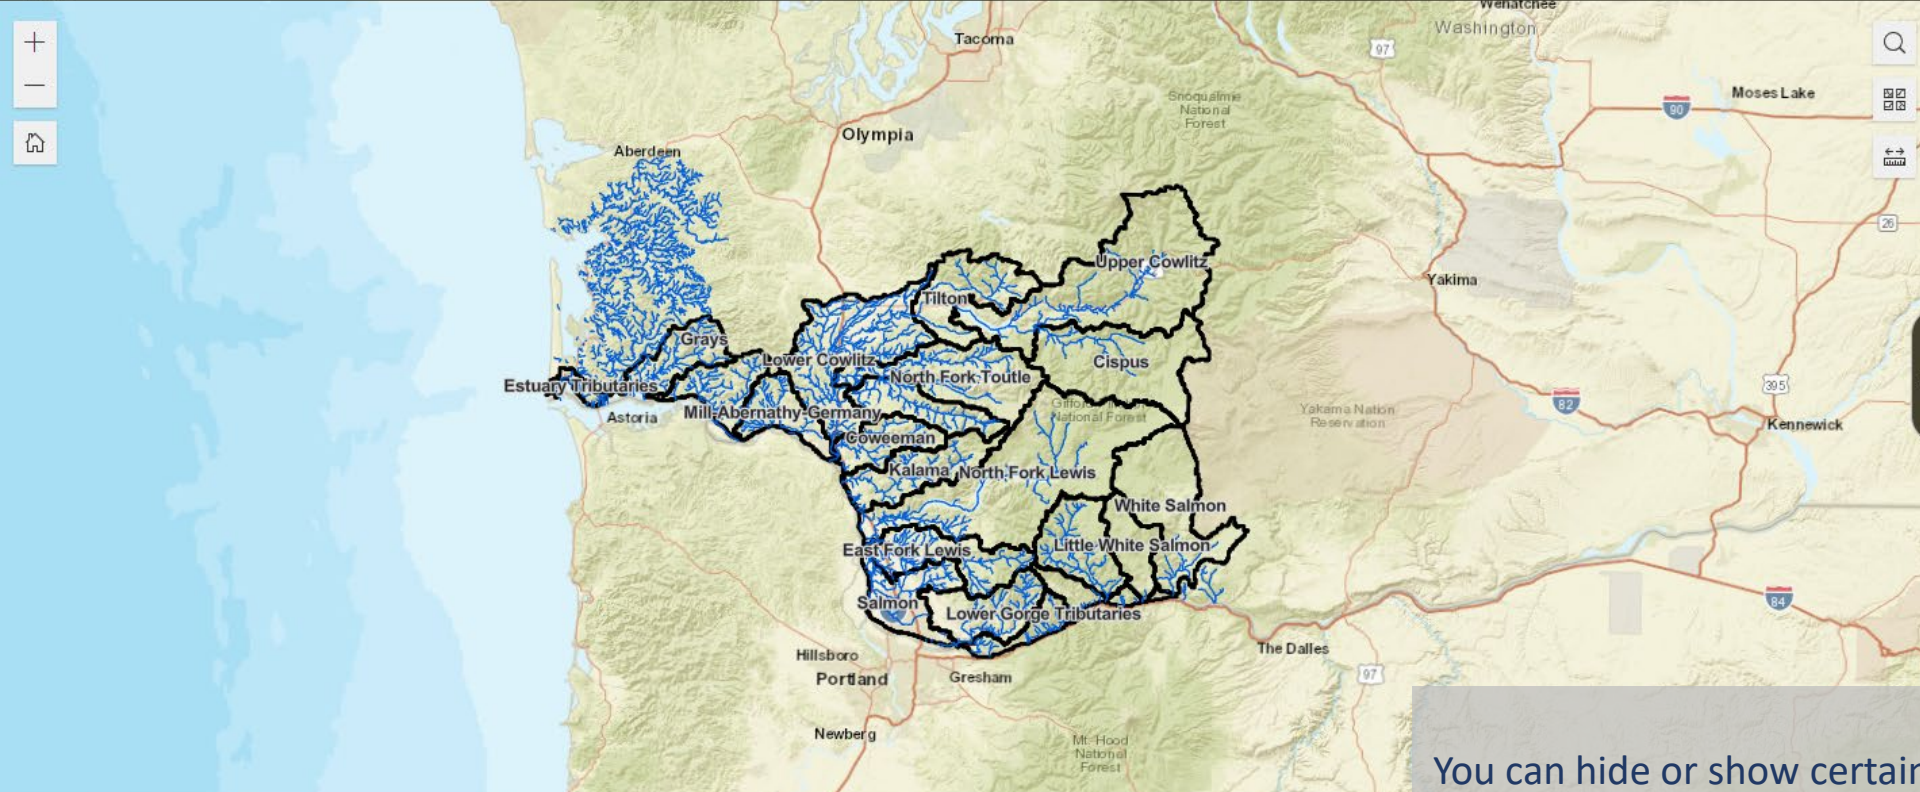 Wenatchee
Washington
97
Tacoma
Snoqualmie
National
Forest
Moses Lake
90
Olympia
Aberdeen
26
Upper Cowlitz
Yakima
Tilton
Grays
Lower Cowlitz
Cispus
North Fork Toutle
Estuary Tributaries
395
82
Astoria
Mill-Abernathy-Germany
National Forest
Yakama Nation
Reservation
Kennewick
Coweeman
Kalama
North Fork Lewis
White Salmon
East Fork Lewis
Little White Salmon
Salmon
Lower Gorge Tributaries
84
Hillsboro
The Dalles
Portland
Gresham
97
Newberg
Mt. Hood
National
Forest
You can hide or show certain